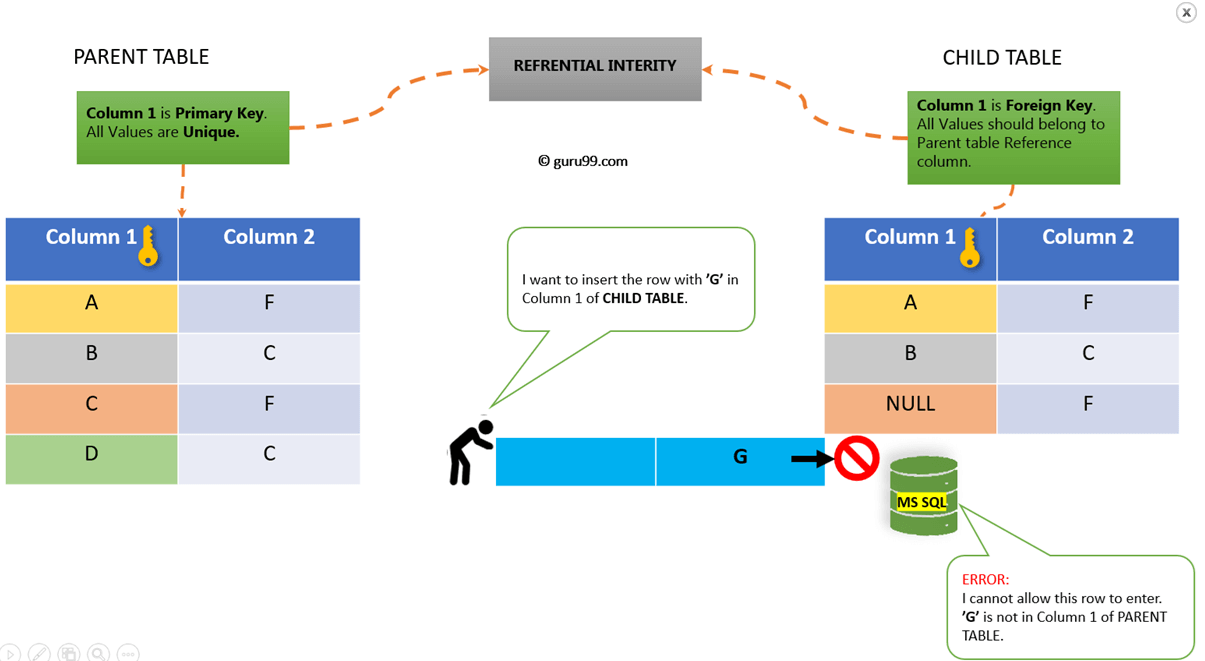 PARENT TABLE
REFRENTIAL INTERITY
CHILD TABLE
Column 1 is Primary Key.
All Values are Unique.
Column 1 is Foreign Key.
All Values should belong to
Parent table Reference
column.
© guru99.com
Column 1 Column 2
A F
B C
C F
D C
I want to insert the row with ’G’ in
Column 1 of CHILD TABLE.
Column 1 Column 2
A F
B C
NULL F
G
MS SQL
ERROR:
I cannot allow this row to enter.
’G’ is not in Column 1 of PARENT
TABLE.